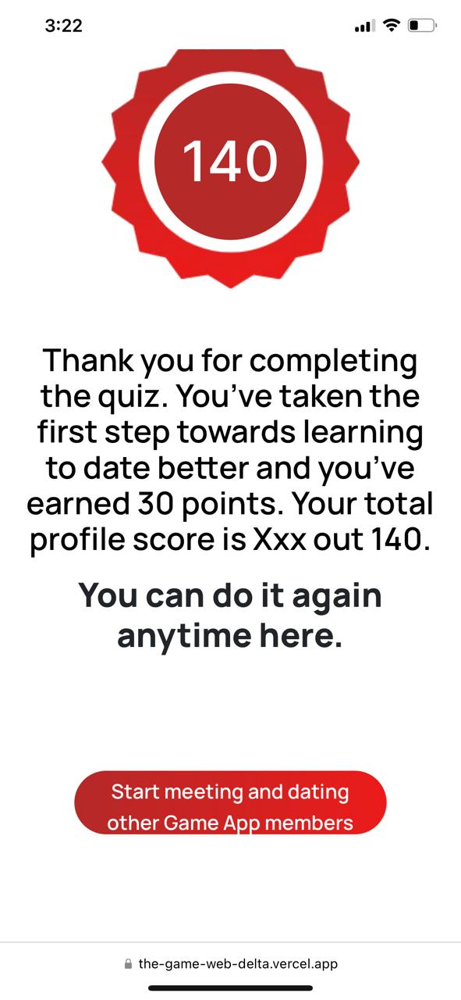 3:22
140
Thank you for completing
the quiz. You’ve taken the
first step towards learning
to date better and you’ve
earned 30 points. Your total
profile score is Xxx out 140.
You can do it again
anytime here.
Start meeting and dating
other Game App members
the-game-web-delta.vercel.app